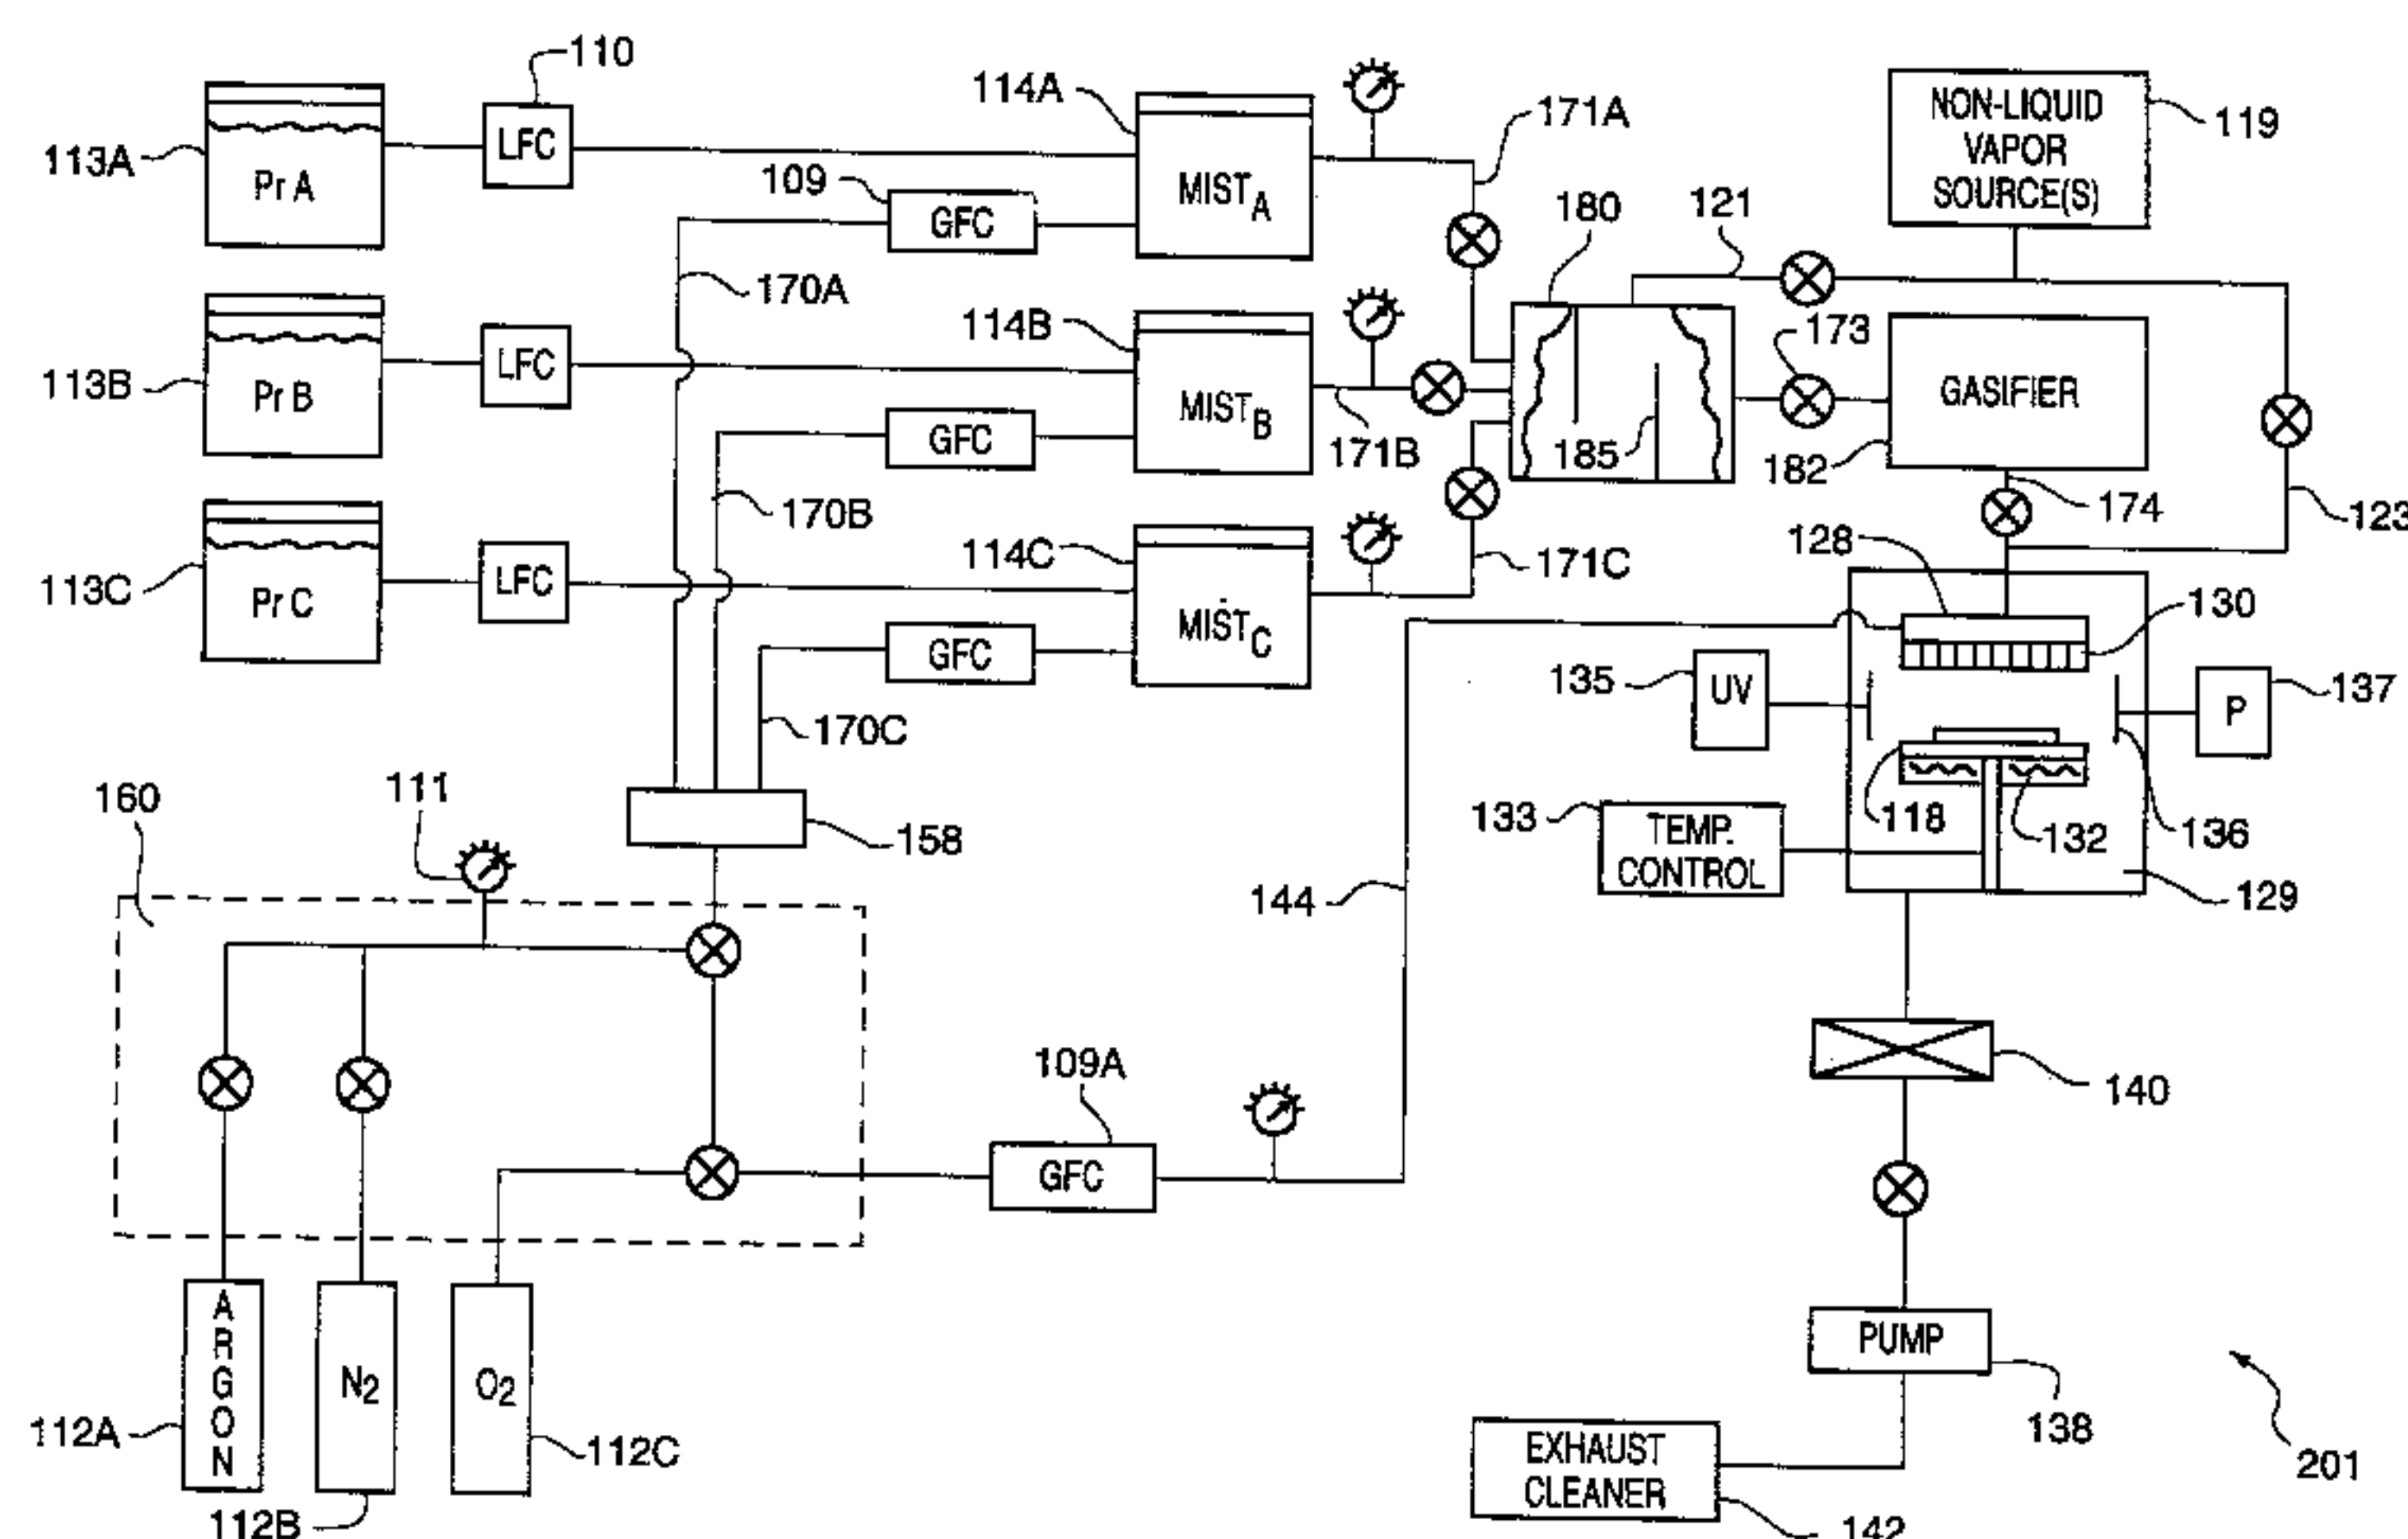 110
113A
Pr A
LFC
109
GFC
114A
MIST A
171A
NON-LIQUID
VAPOR
SOURCE(S)
119
180
121
170A
113B
Pr B
LFC
GFC
114B
MIST B
171B
185
173
GASIFIER
182
174
123
170B
113C
Pr C
LFC
GFC
114C
MIST C
171C
128
130
135
UV
P
137
170C
160
111
158
133
TEMP.
CONTROL
118
132
136
129
144
109A
GFC
140
ARGON
N2
O2
112A
112B
112C
PUMP
138
EXHAUST
CLEANER
142
201